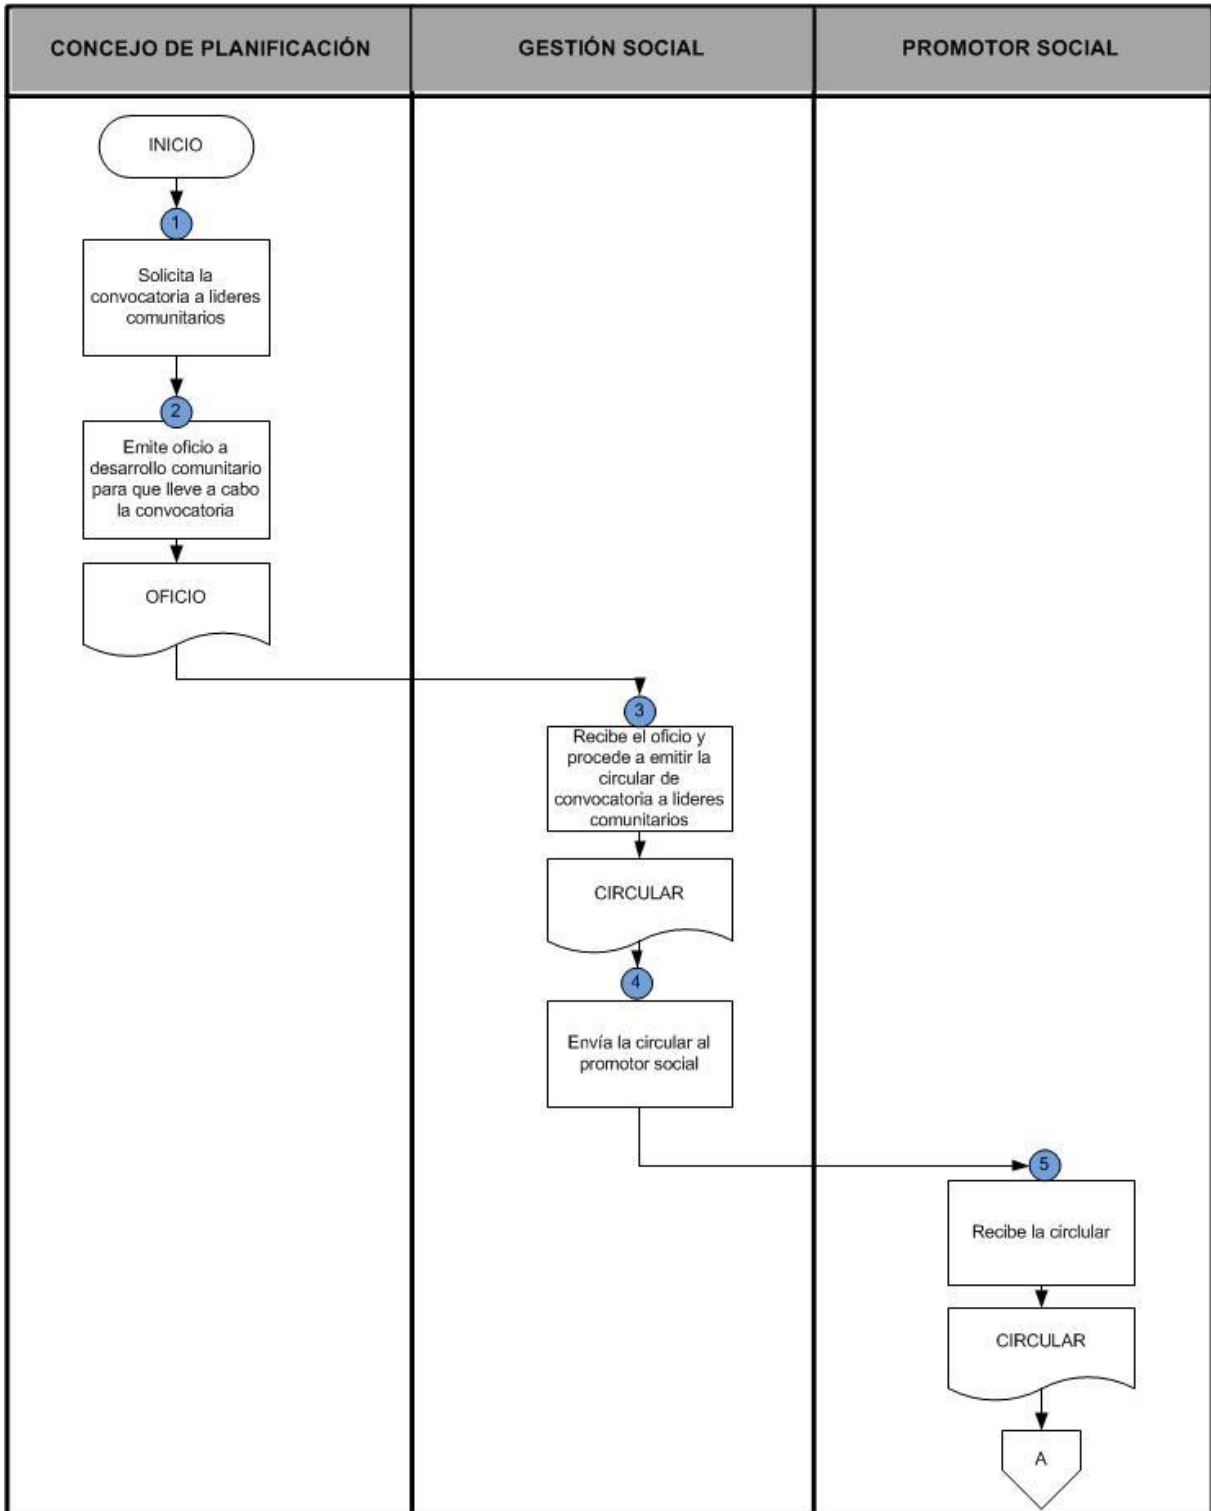 CONCEJO DE PLANIFICACIÓN
GESTIÓN SOCIAL
PROMOTOR SOCIAL
INICIO
1
Solicita la
convocatoria a lideres
comunitarios
2
Emite oficio a
desarrollo comunitario
para que lleve a cabo
la convocatoria
OFICIO
3
Recibe el oficio y
procede a emitir la
circular de
convocatoria a lideres
comunitarios
CIRCULAR
4
Envía la circular al
promotor social
5
Recibe la circlular
CIRCULAR
A